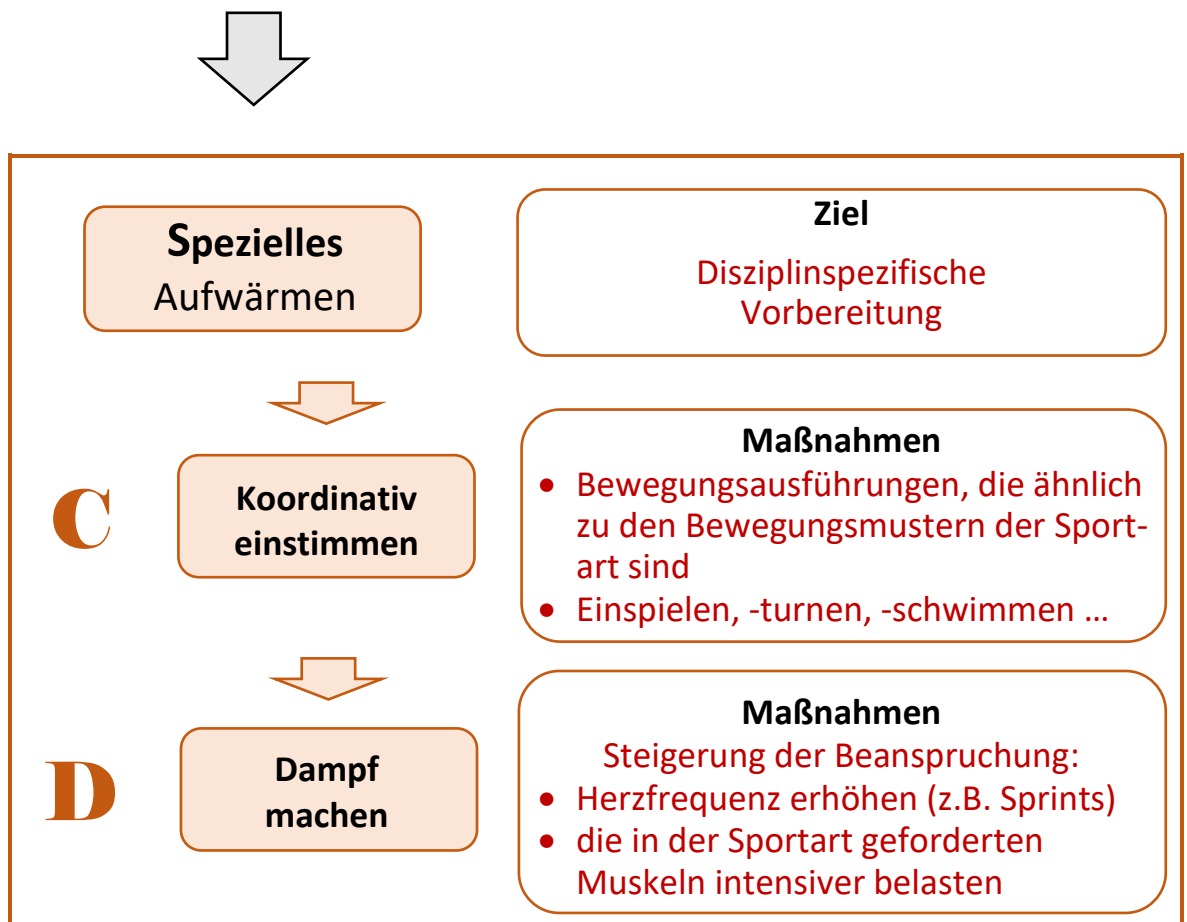 Spezielles
Aufwärmen
Ziel
Disziplinspezifische
Vorbereitung
C
Koordinativ
einstimmen
Maßnahmen
• Bewegungsausführungen, die ähnlich
zu den Bewegungsmustern der Sport-
art sind
• Einspielen, -turnen, -schwimmen ...
D
Dampf
machen
Maßnahmen
Steigerung der Beanspruchung:
• Herzfrequenz erhöhen (z.B. Sprints)
• die in der Sportart geforderten
Muskeln intensiver belasten